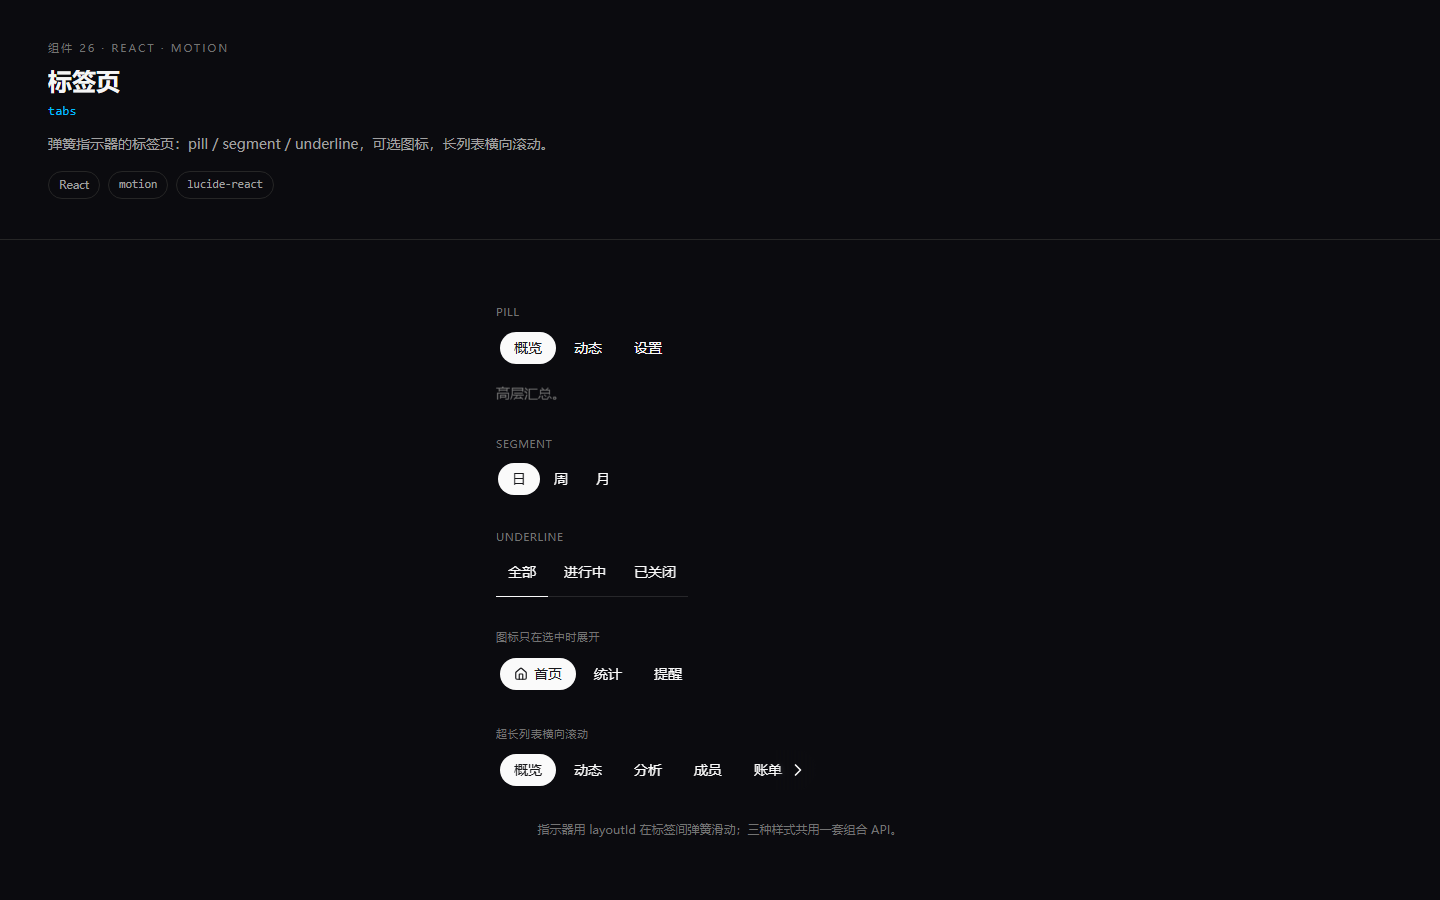 组件 26 · REACT · MOTION
标签页
tabs
弹簧指示器的标签页：pill / segment / underline，可选图标，长列表横向滚动。
React motion lucide-react
PILL
概览 动态 设置
高层汇总。
SEGMENT
日 周 月
UNDERLINE
全部 进行中 已关闭
图标只在选中时展开
首页 统计 提醒
超长列表横向滚动
概览 动态 分析 成员 账单
指示器用 layoutId 在标签间弹簧滑动；三种样式共用一套组合 API。